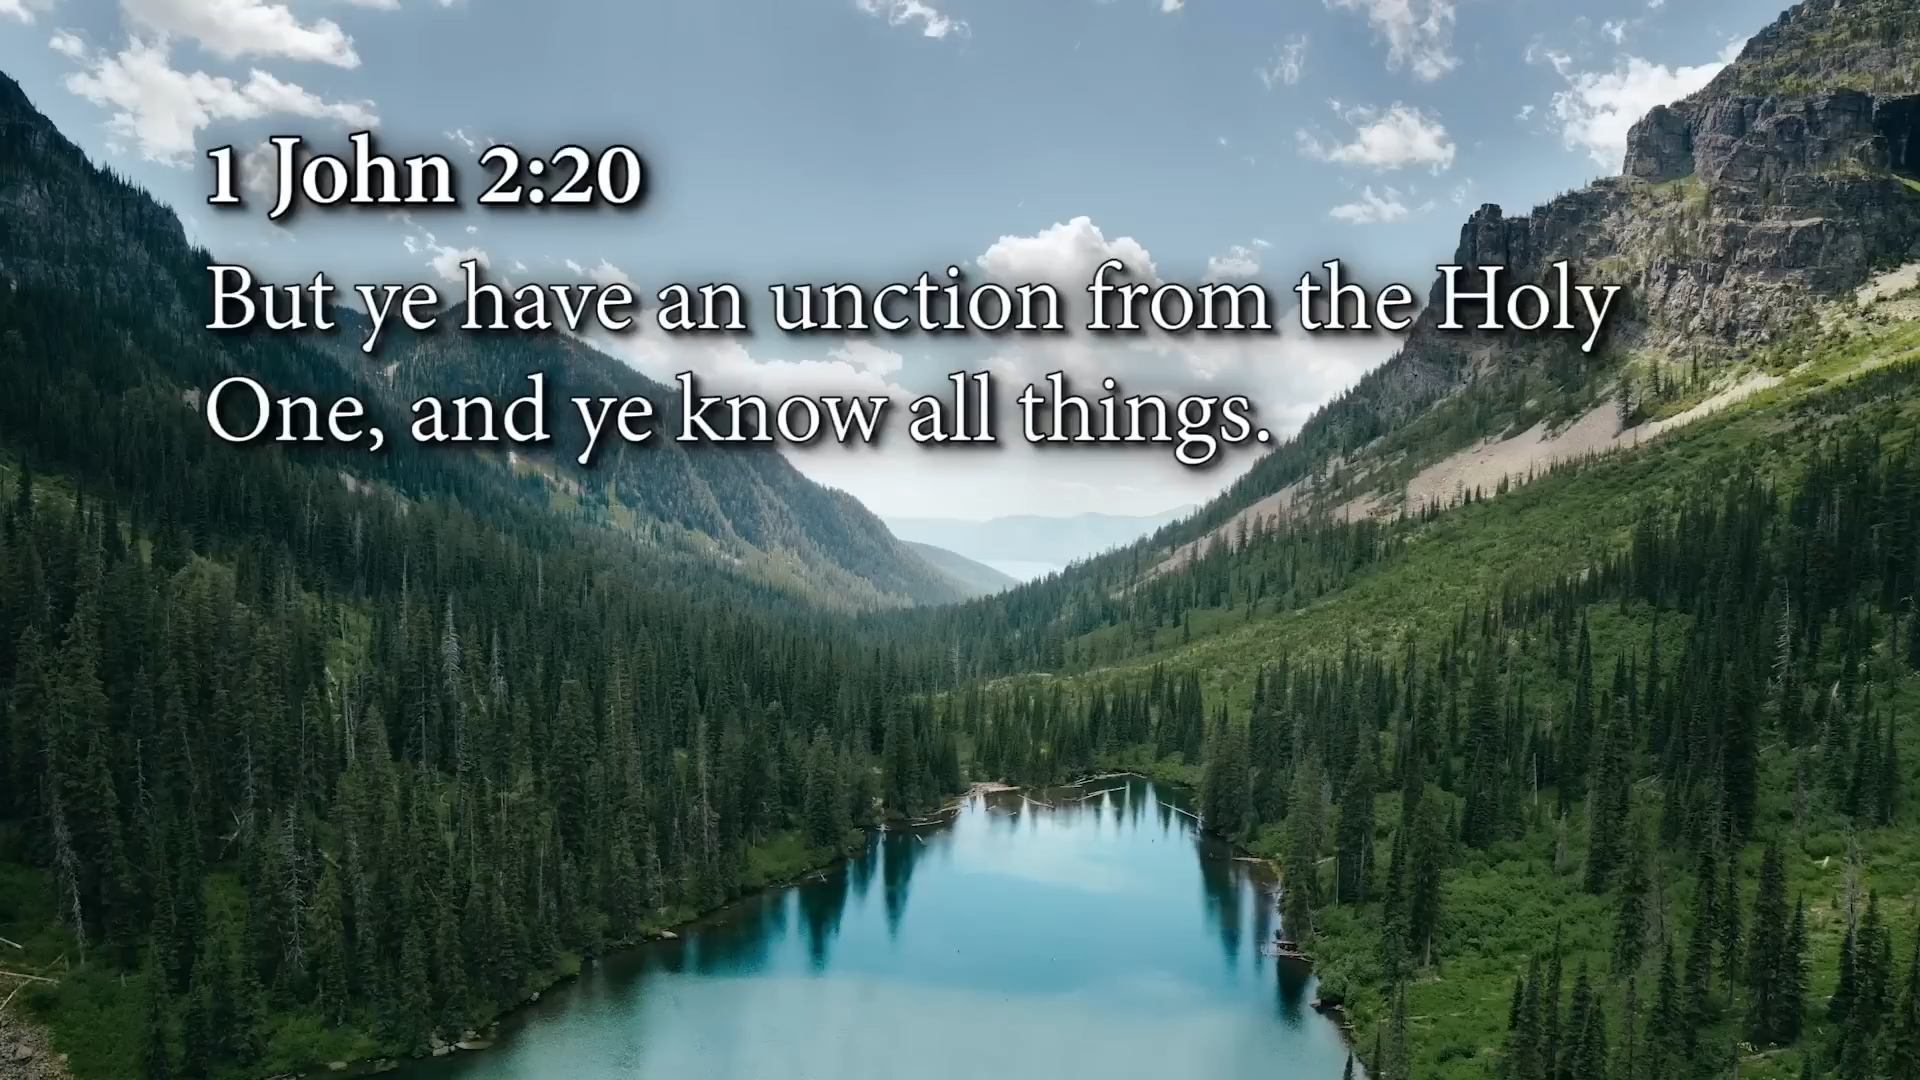 1 John 2:20
But ye have an unction from the Holy
One, and ye know all things.